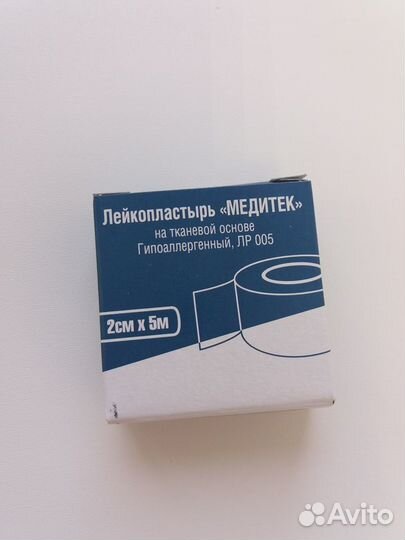 Лейкопластырь «МЕДИТЕК»
на тканевой основе
Гипоаллергенный, ЛР 005
2см х 5м
Avito